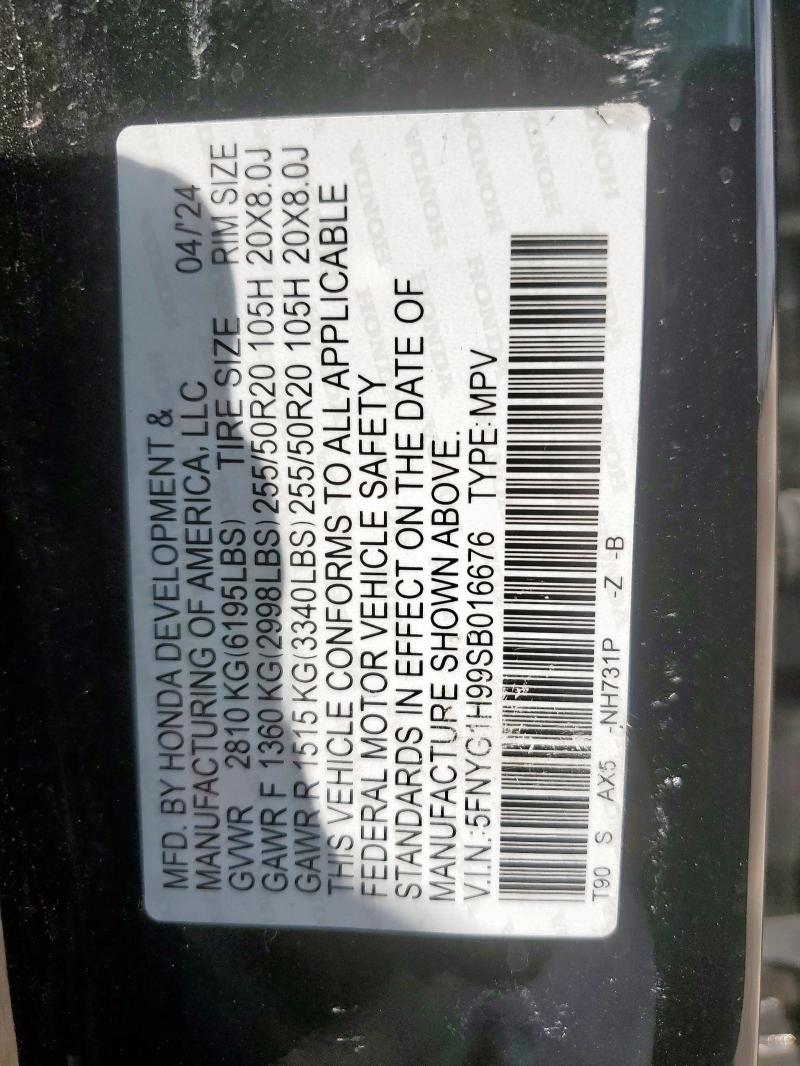 MFD. BY HONDA DEVELOPMENT &
MANUFACTURING OF AMERICA, LLC 04/'24
GVWR 2810 KG(6195LBS) TIRE SIZE RIM SIZE
GAWR F 1360 KG(2998LBS) 255/50R20 105H 20X8.0J
GAWR R 1515 KG(3340LBS) 255/50R20 105H 20X8.0J
THIS VEHICLE CONFORMS TO ALL APPLICABLE
FEDERAL MOTOR VEHICLE SAFETY
STANDARDS IN EFFECT ON THE DATE OF
MANUFACTURE SHOWN ABOVE.
V.I.N.:5FNYG1H99SB016676 TYPE:MPV
T90 S AX5 -NH731P -Z -B